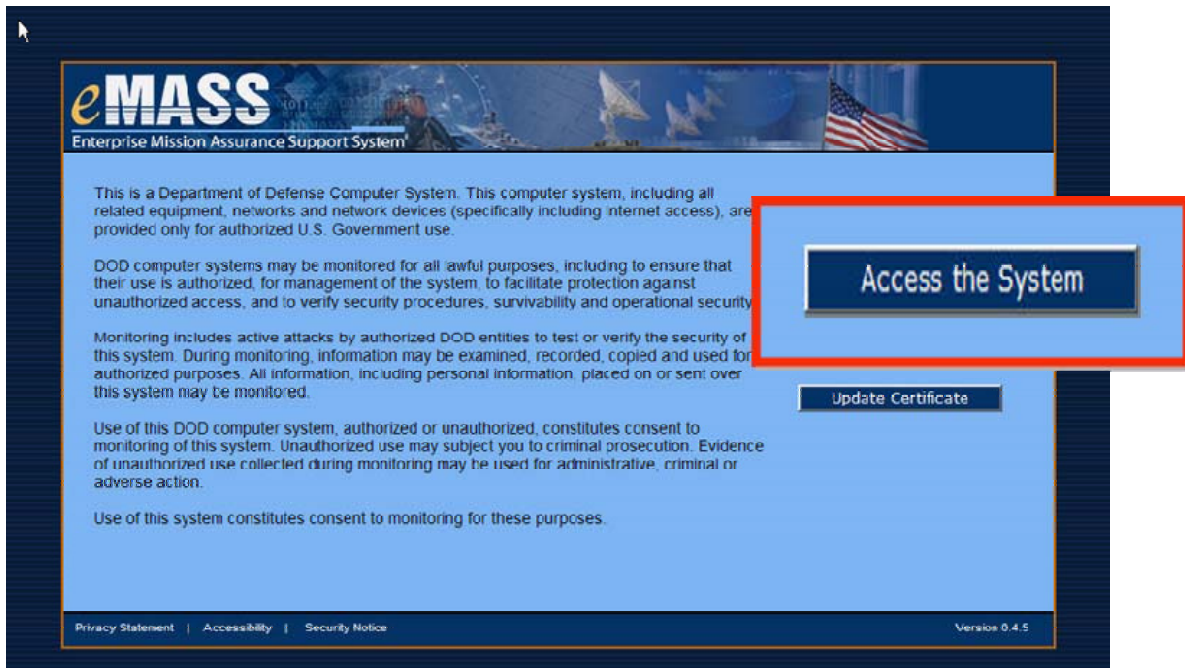 eMASS
Enterprise Mission Assurance Support System
This is a Department of Defense Computer System. This computer system, including all
related equipment, networks and network devices (specifically including internet access), are
provided only for authorized U.S. Government use.
DOD computer systems may be monitored for all lawful purposes, including to ensure that
their use is authorized, for management of the system, to facilitate protection against
unauthorized access, and to verify security procedures, survivability and operational security
Monitoring includes active attacks by authorized DOD entities to test or verify the security of
this system. During monitoring, information may be examined, recorded, copied and used for
authorized purposes. All information, including personal information, placed on or sent over
this system may be monitored.
Use of this DOD computer system, authorized or unauthorized, constitutes consent to
monitoring of this system. Unauthorized use may subject you to criminal prosecution. Evidence
of unauthorized use collected during monitoring may be used for administrative, criminal or
adverse action.
Use of this system constitutes consent to monitoring for these purposes.
Access the System
Update Certificate
Privacy Statement | Accessibility | Security Notice
Version 0.4.5